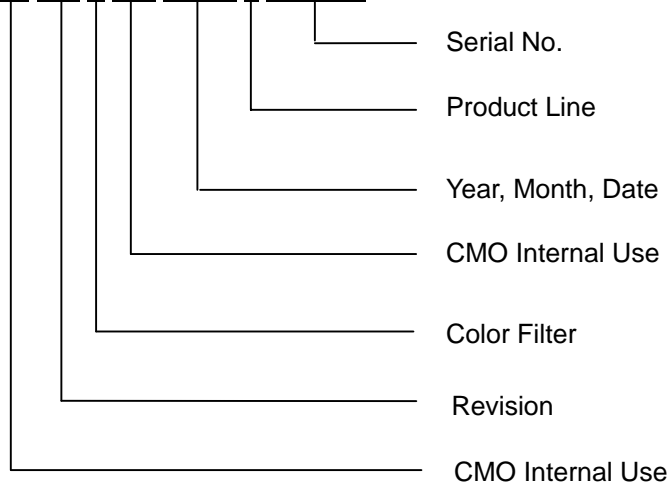 Serial No.
Product Line
Year, Month, Date
CMO Internal Use
Color Filter
Revision
CMO Internal Use